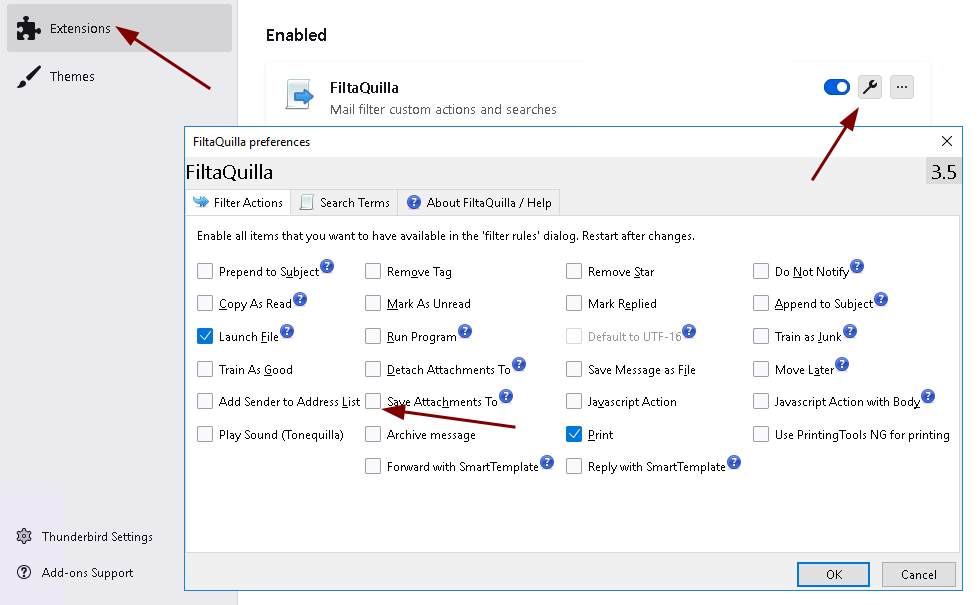 Extensions
Themes
Enabled
FiltaQuilla
Mail filter custom actions and searches
FiltaQuilla preferences
FiltaQuilla 3.5
Filter Actions Search Terms ? About FiltaQuilla / Help
Enable all items that you want to have available in the 'filter rules' dialog. Restart after changes.
Prepend to Subject ? Remove Tag Remove Star Do Not Notify ?
Copy As Read ? Mark As Unread Mark Replied Append to Subject ?
Launch File ? Run Program ? Default to UTF-16 ? Train as Junk ?
Train As Good Detach Attachments To ? Save Message as File Move Later ?
Add Sender to Address List Save Attachments To ? Javascript Action Javascript Action with Body ?
Play Sound (Tonequilla) Archive message Print Use PrintingTools NG for printing
Forward with SmartTemplate ? Reply with SmartTemplate ?
Thunderbird Settings
? Add-ons Support
OK Cancel